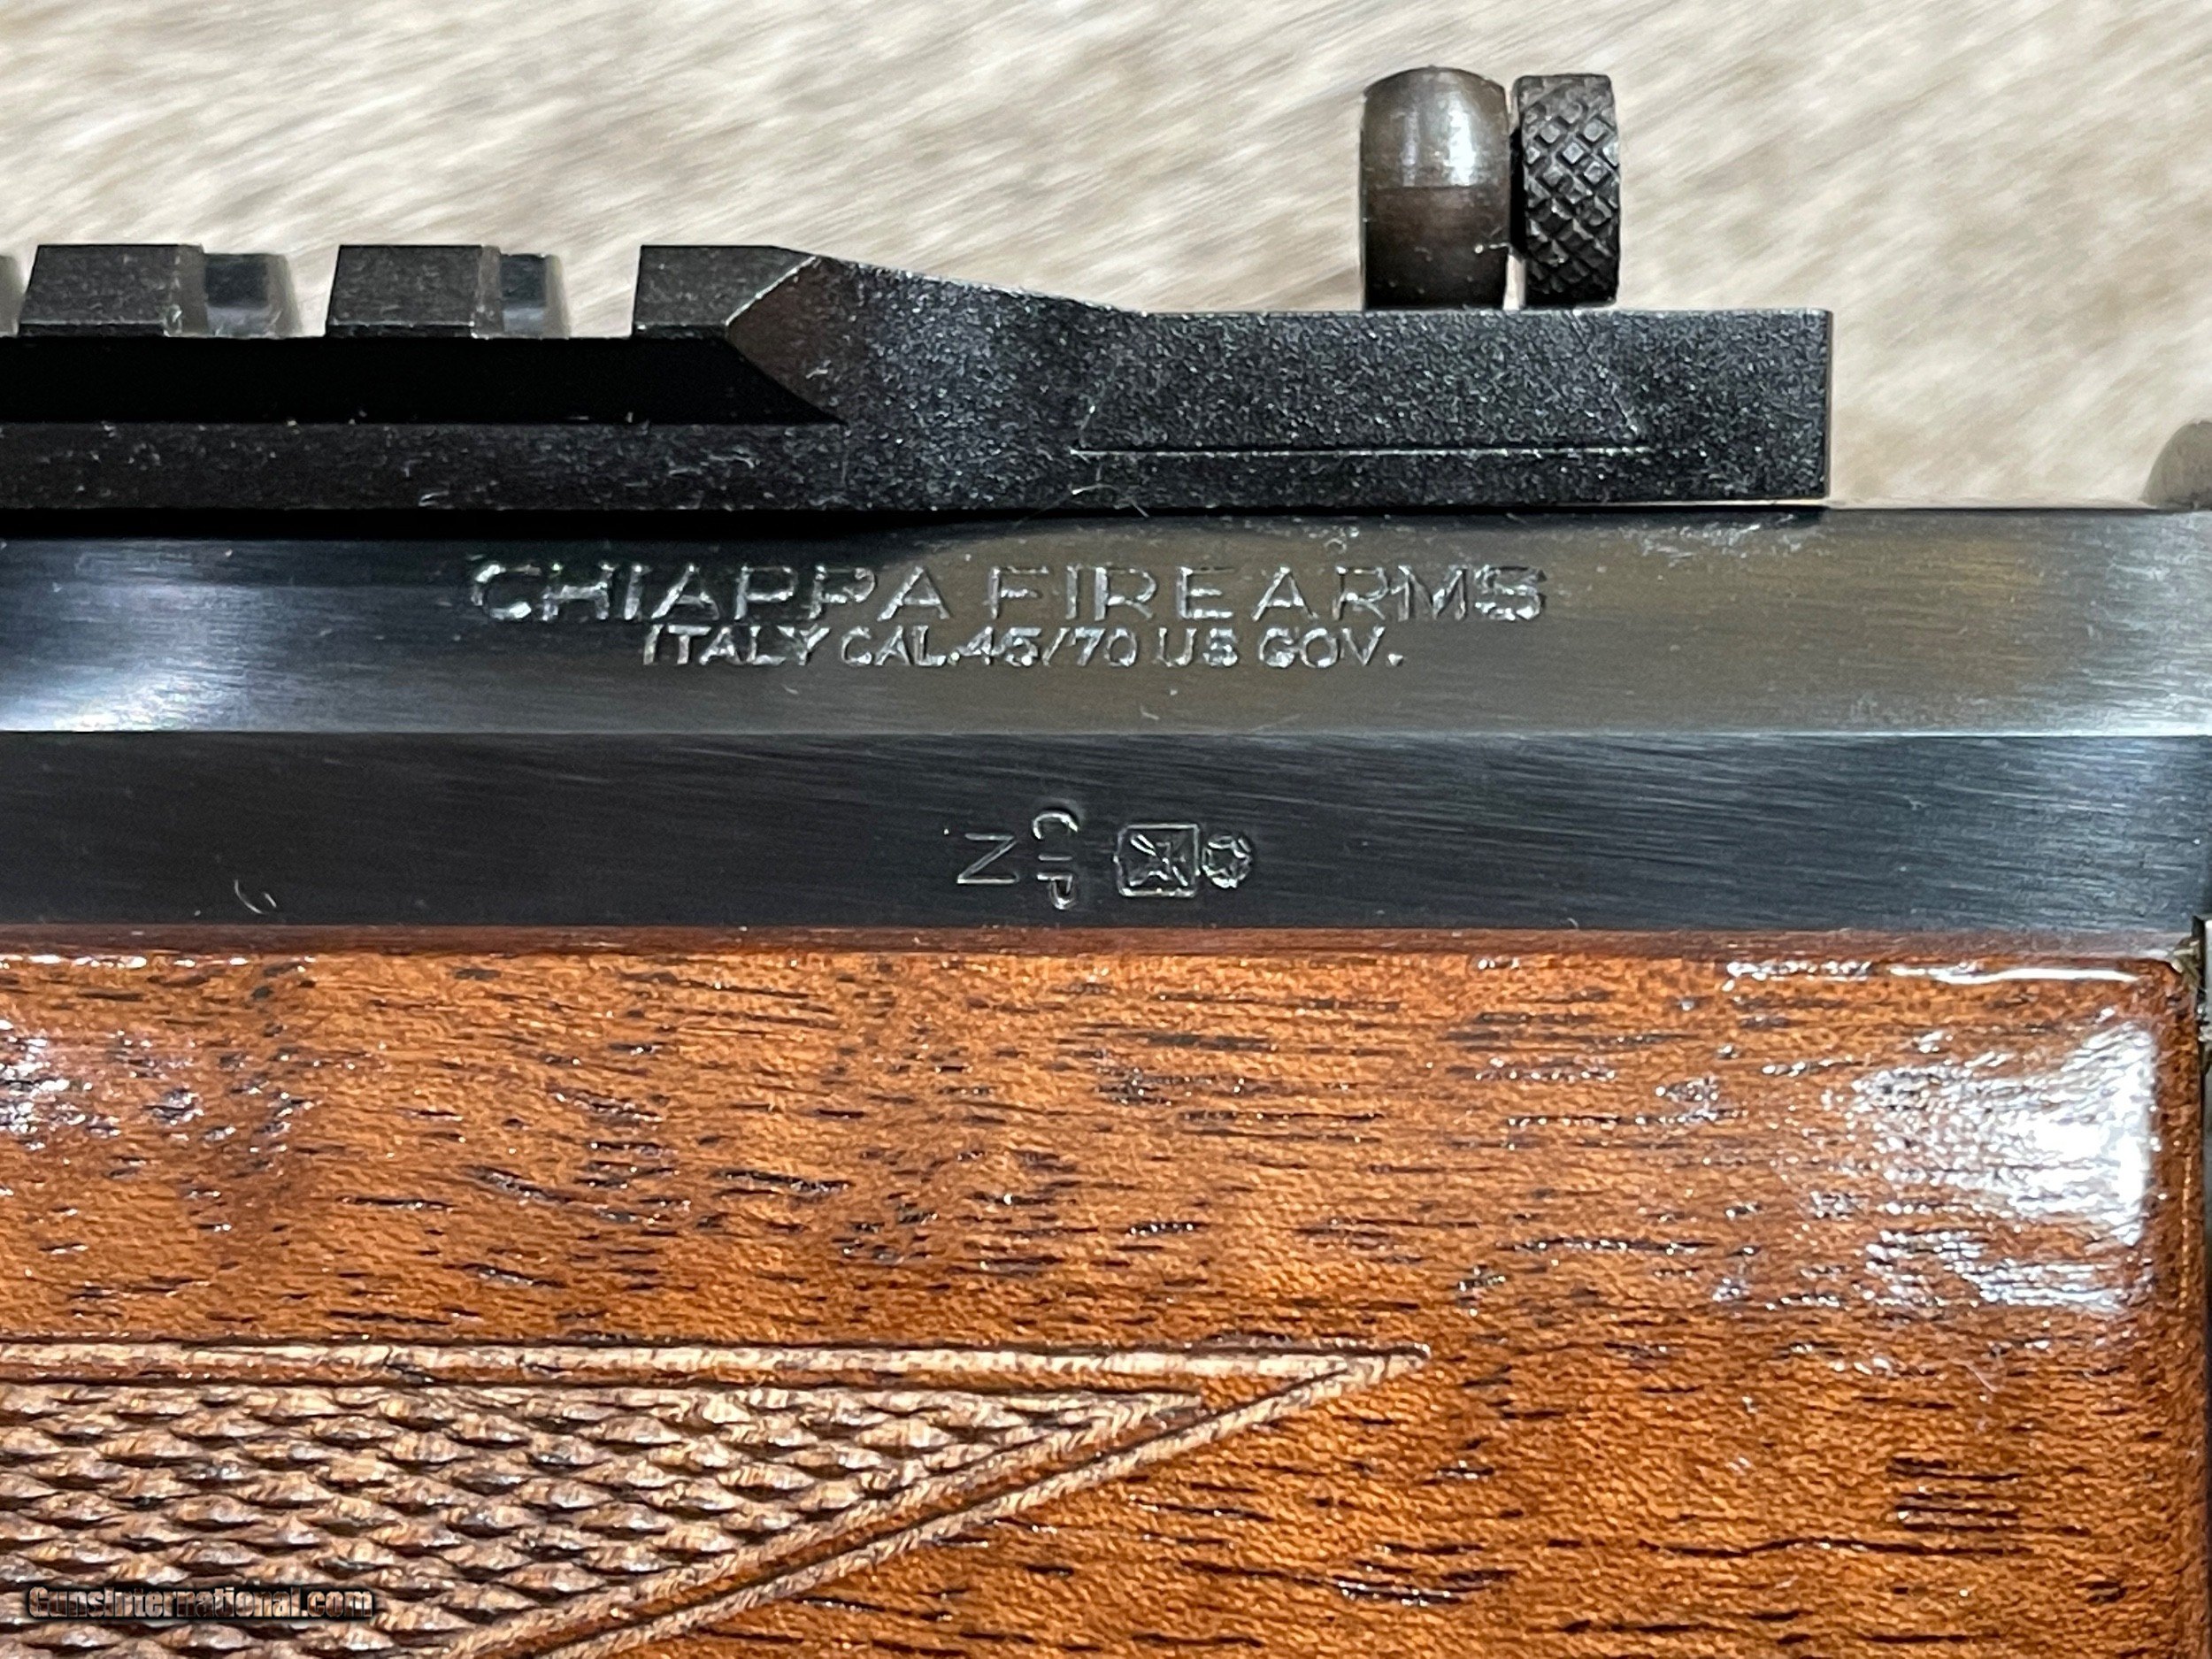 CHIAPPA FIREARMS
ITALY CAL.45/70 US GOV.
N CIP
GunsInternational.com